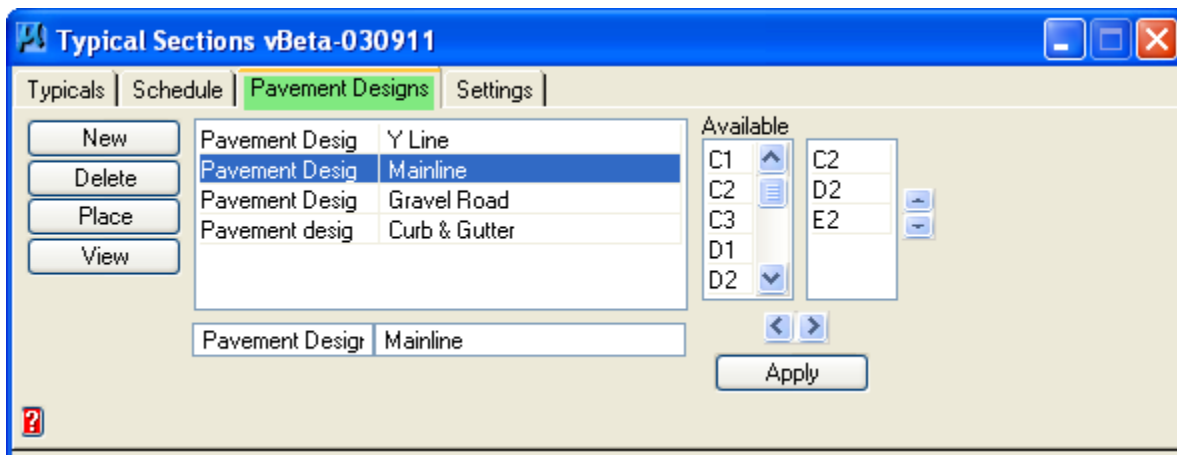 Typical Sections vBeta-030911
Typicals Schedule Pavement Designs Settings
New
Delete
Place
View
Pavement Desig Y Line
Pavement Desig Mainline
Pavement Desig Gravel Road
Pavement desig Curb & Gutter
Pavement Desigr Mainline
Available
C1
C2
C3
D1
D2
C2
D2
E2
Apply
?